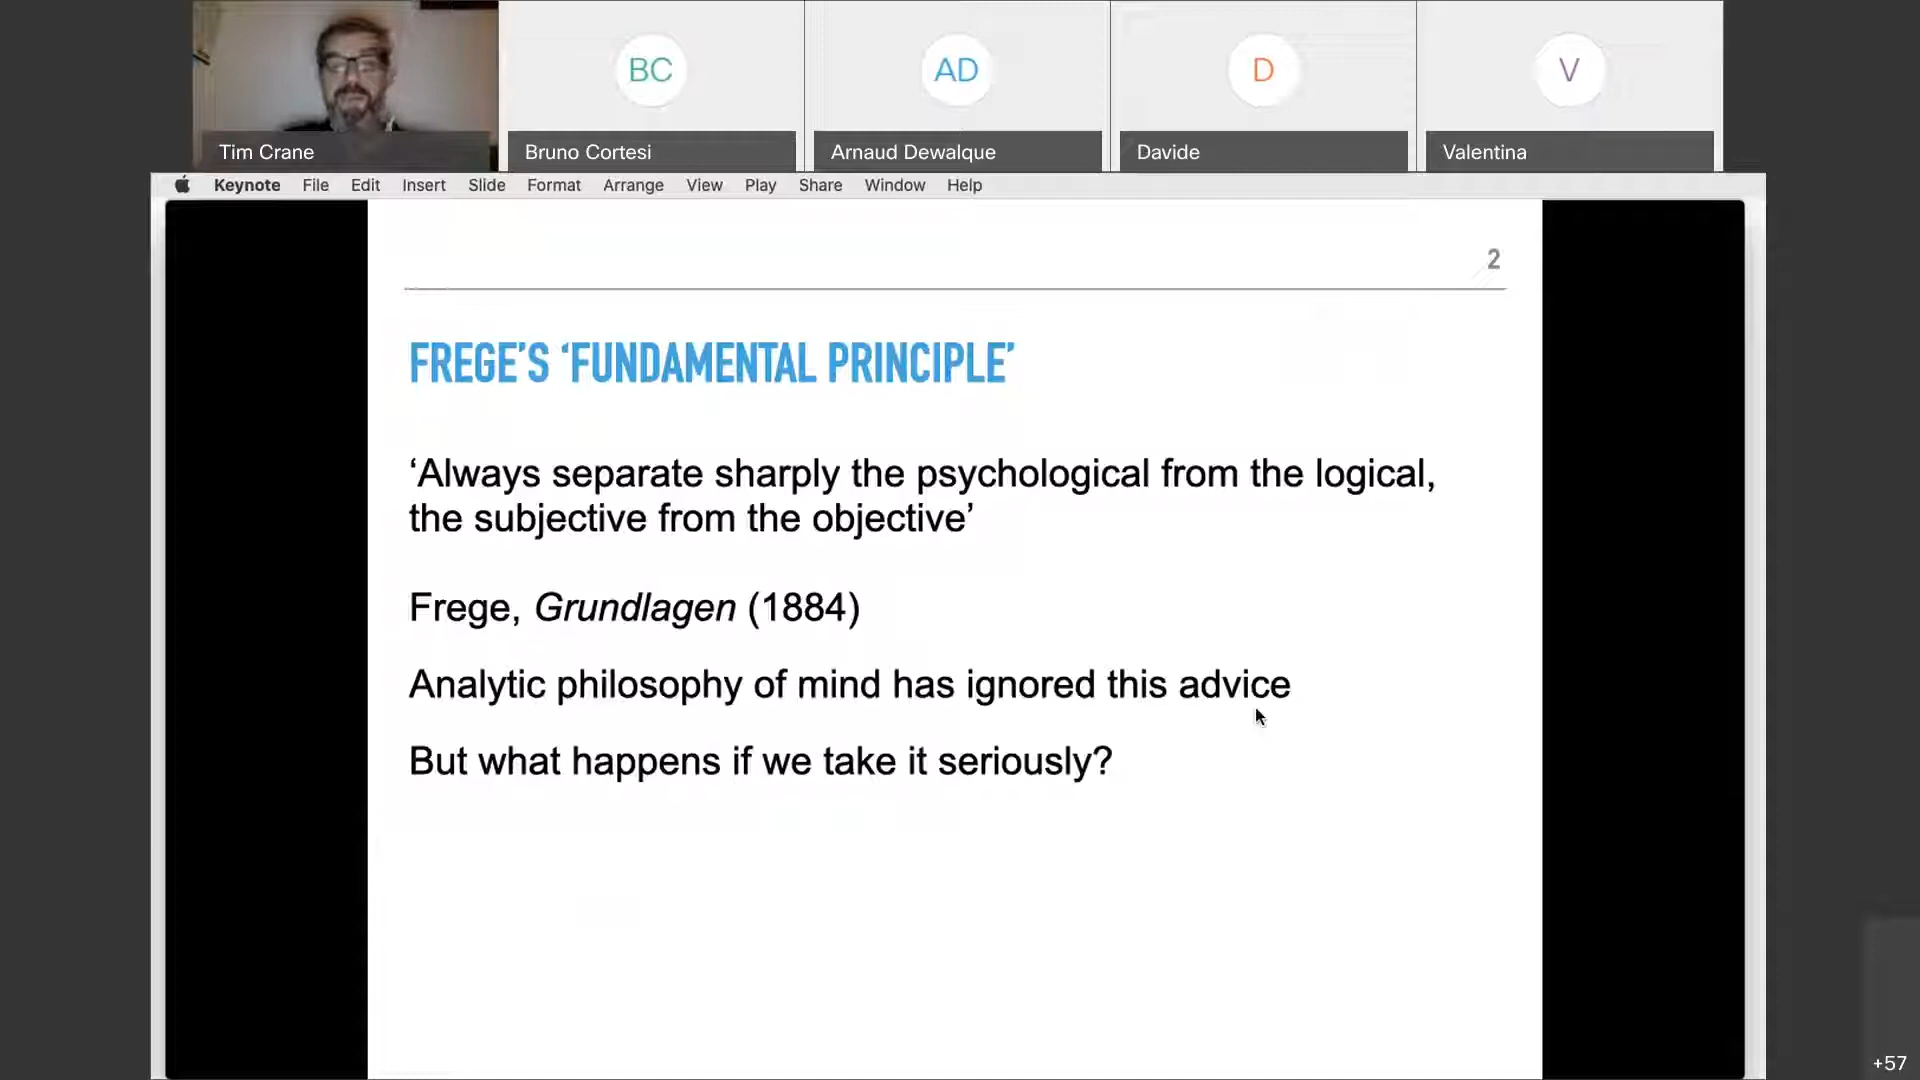 BC
AD
D
V
Tim Crane
Bruno Cortesi
Arnaud Dewalque
Davide
Valentina
Keynote File Edit Insert Slide Format Arrange View Play Share Window Help
2
FREGE’S ‘FUNDAMENTAL PRINCIPLE’
‘Always separate sharply the psychological from the logical,
the subjective from the objective’
Frege, Grundlagen (1884)
Analytic philosophy of mind has ignored this advice
But what happens if we take it seriously?
+57